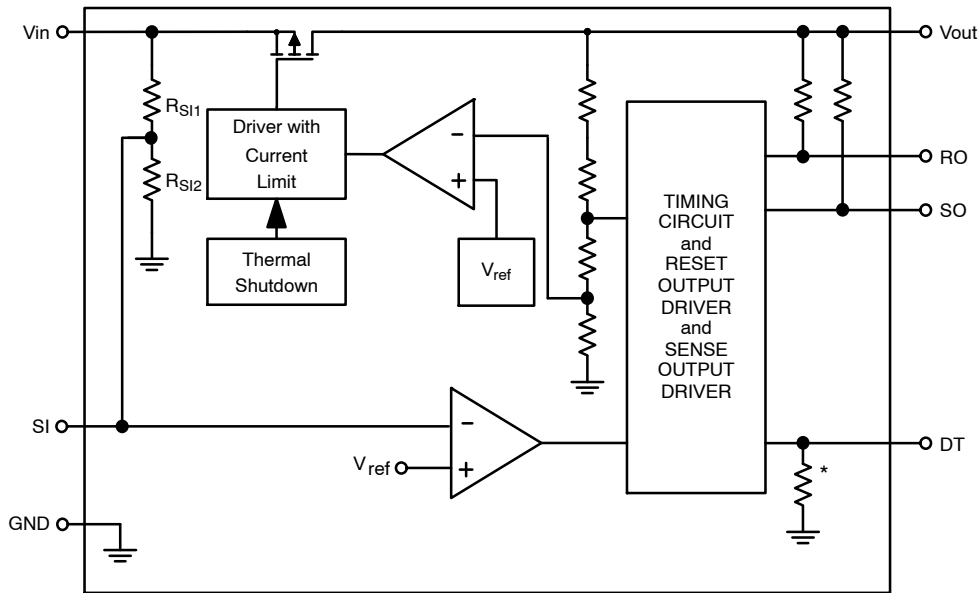 Vin
Vout
RSI1
Driver with
Current
Limit
−
+
RSI2
RO
SO
Thermal
Shutdown
Vref
TIMING
CIRCUIT
and
RESET
OUTPUT
DRIVER
and
SENSE
OUTPUT
DRIVER
SI
−
Vref
+
DT
*
GND